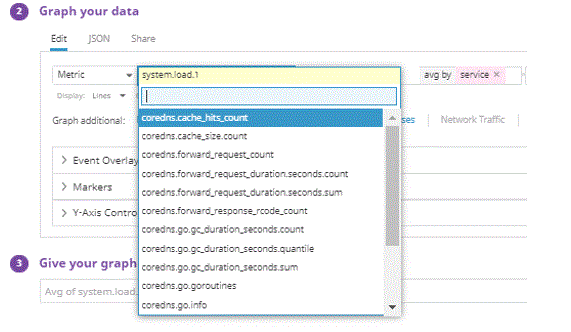 2 Graph your data
Edit JSON Share
Metric system.load.1 avg by service ×
Display: Lines
Graph additional: Network Traffic
coredns.cache_hits_count
coredns.cache_size.count
coredns.forward_request_count
Event Overlay
coredns.forward_request_duration.seconds.count
Markers
coredns.forward_request_duration.seconds.sum
Y-Axis Contro
coredns.forward_response_rcode_count
coredns.go.gc_duration_seconds.count
coredns.go.gc_duration_seconds.quantile
3 Give your graph
coredns.go.gc_duration_seconds.sum
coredns.go.goroutines
Avg of system.load.
coredns.go.info